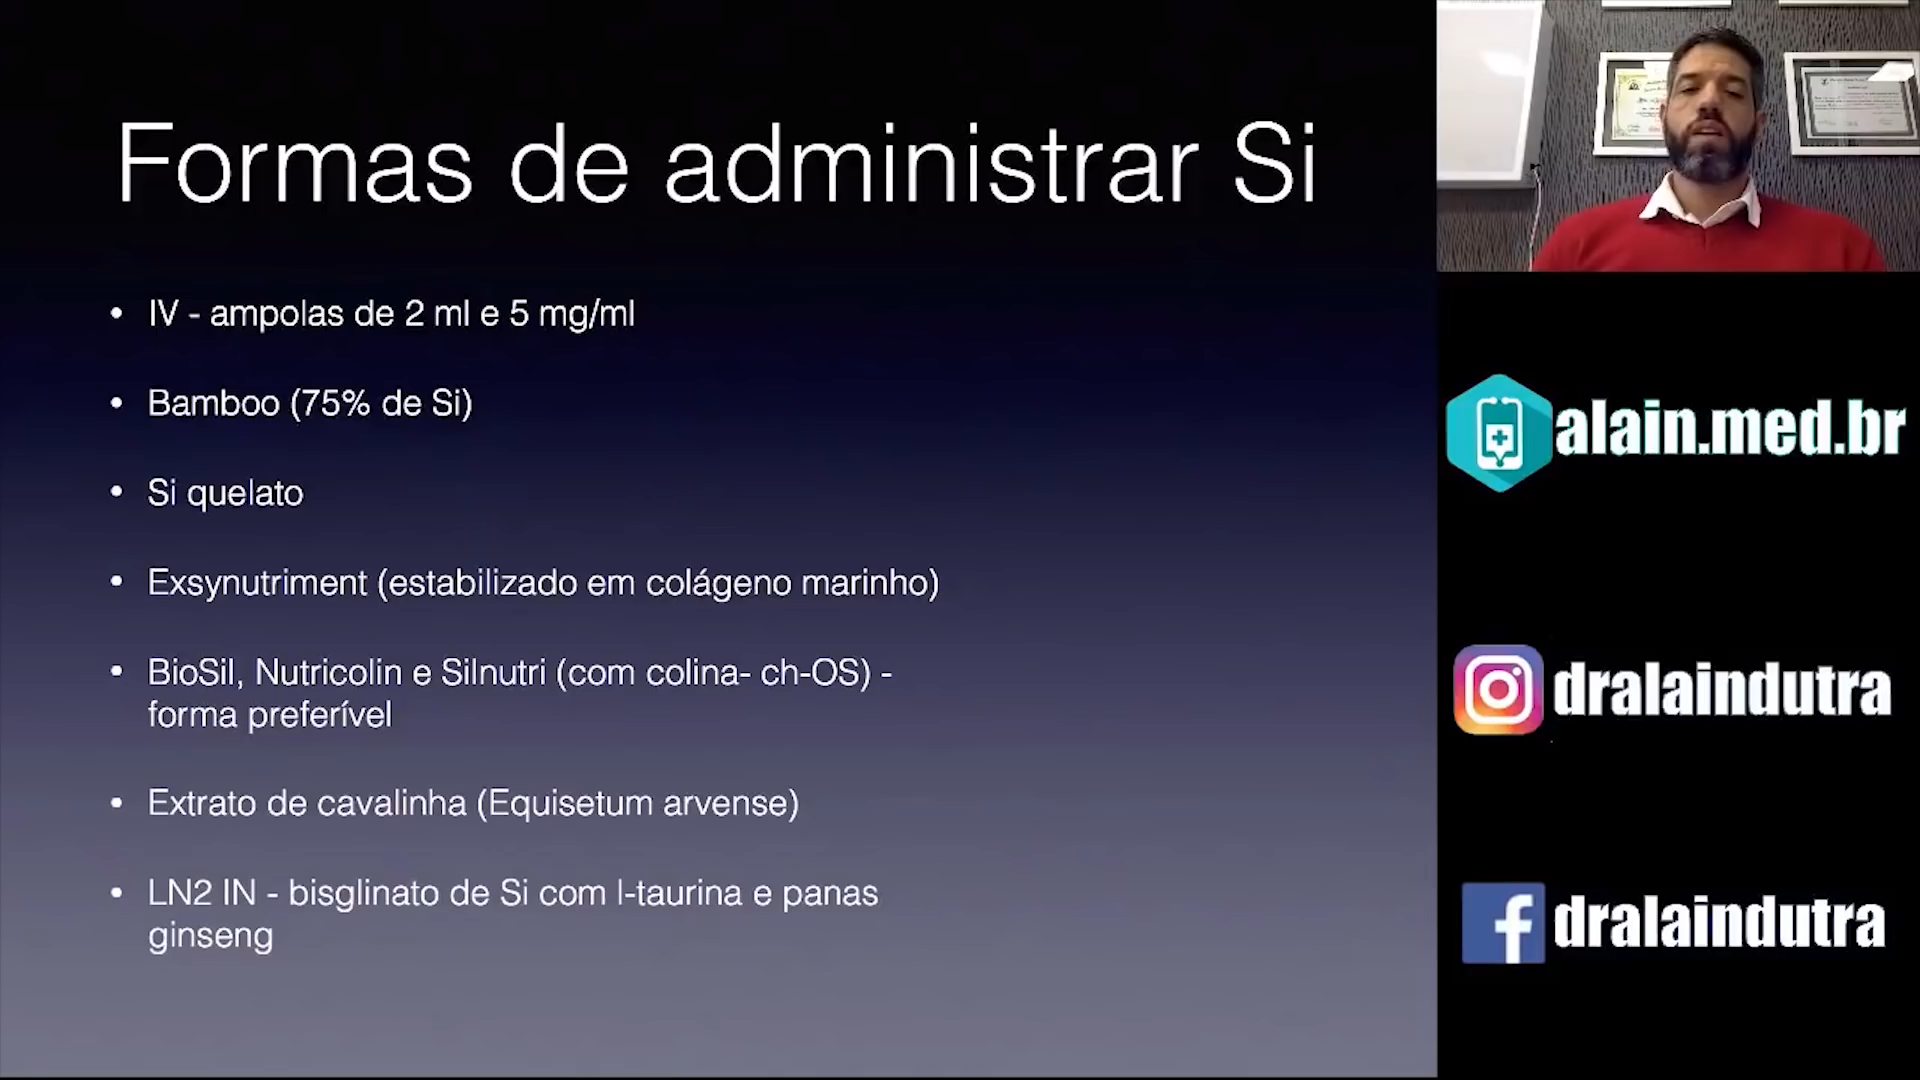 Formas de administrar Si
• IV - ampolas de 2 ml e 5 mg/ml
• Bamboo (75% de Si)
• Si quelato
• Exsynutriment (estabilizado em colágeno marinho)
• BioSil, Nutricolin e Silnutri (com colina- ch-OS) -
forma preferível
• Extrato de cavalinha (Equisetum arvense)
• LN2 IN - bisglinato de Si com l-taurina e panas
ginseng
alain.med.br
dralaindutra
dralaindutra